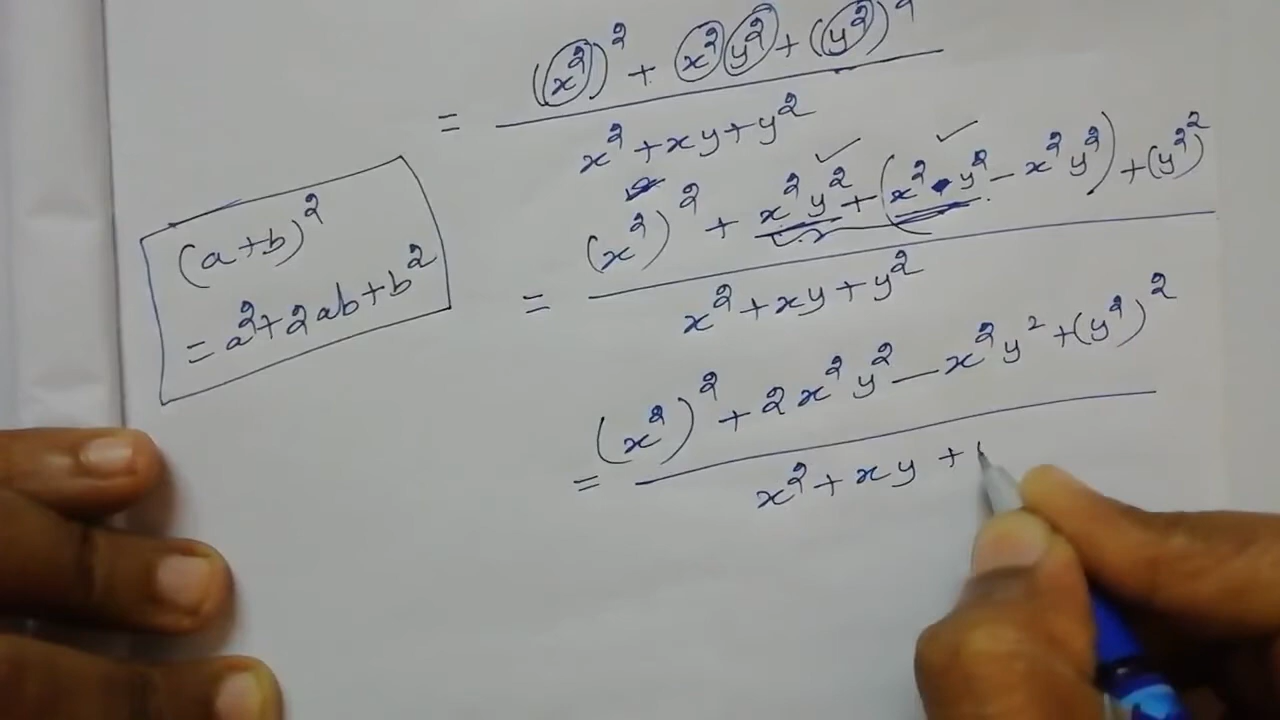 = ((x²)² + x²y² + (y²)²) / (x² + xy + y²)
(a+b)²
= a² + 2ab + b²
= ((x²)² + x²y² + (x²y² − x²y²) + (y²)²) / (x² + xy + y²)
= ((x²)² + 2x²y² − x²y² + (y²)²) / (x² + xy +